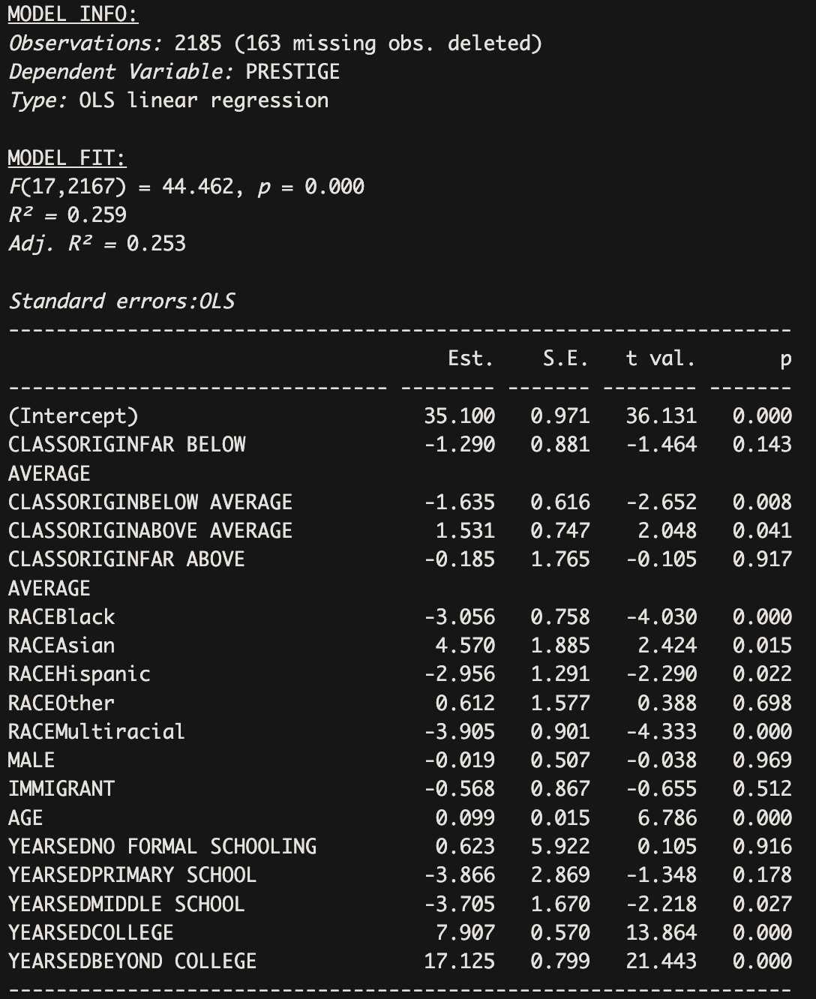 MODEL INFO:
Observations: 2185 (163 missing obs. deleted)
Dependent Variable: PRESTIGE
Type: OLS linear regression
MODEL FIT:
F(17,2167) = 44.462, p = 0.000
R² = 0.259
Adj. R² = 0.253
Standard errors:OLS
------------------------------------------------------------------
Est. S.E. t val. p
-------------------------------- -------- ------- -------- -------
(Intercept) 35.100 0.971 36.131 0.000
CLASSORIGINFAR BELOW -1.290 0.881 -1.464 0.143
AVERAGE
CLASSORIGINBELOW AVERAGE -1.635 0.616 -2.652 0.008
CLASSORIGINABOVE AVERAGE 1.531 0.747 2.048 0.041
CLASSORIGINFAR ABOVE -0.185 1.765 -0.105 0.917
AVERAGE
RACEBlack -3.056 0.758 -4.030 0.000
RACEAsian 4.570 1.885 2.424 0.015
RACEHispanic -2.956 1.291 -2.290 0.022
RACEOther 0.612 1.577 0.388 0.698
RACEMultiracial -3.905 0.901 -4.333 0.000
MALE -0.019 0.507 -0.038 0.969
IMMIGRANT -0.568 0.867 -0.655 0.512
AGE 0.099 0.015 6.786 0.000
YEARSEDNO FORMAL SCHOOLING 0.623 5.922 0.105 0.916
YEARSEDPRIMARY SCHOOL -3.866 2.869 -1.348 0.178
YEARSEDMIDDLE SCHOOL -3.705 1.670 -2.218 0.027
YEARSEDCOLLEGE 7.907 0.570 13.864 0.000
YEARSEDBEYOND COLLEGE 17.125 0.799 21.443 0.000
------------------------------------------------------------------